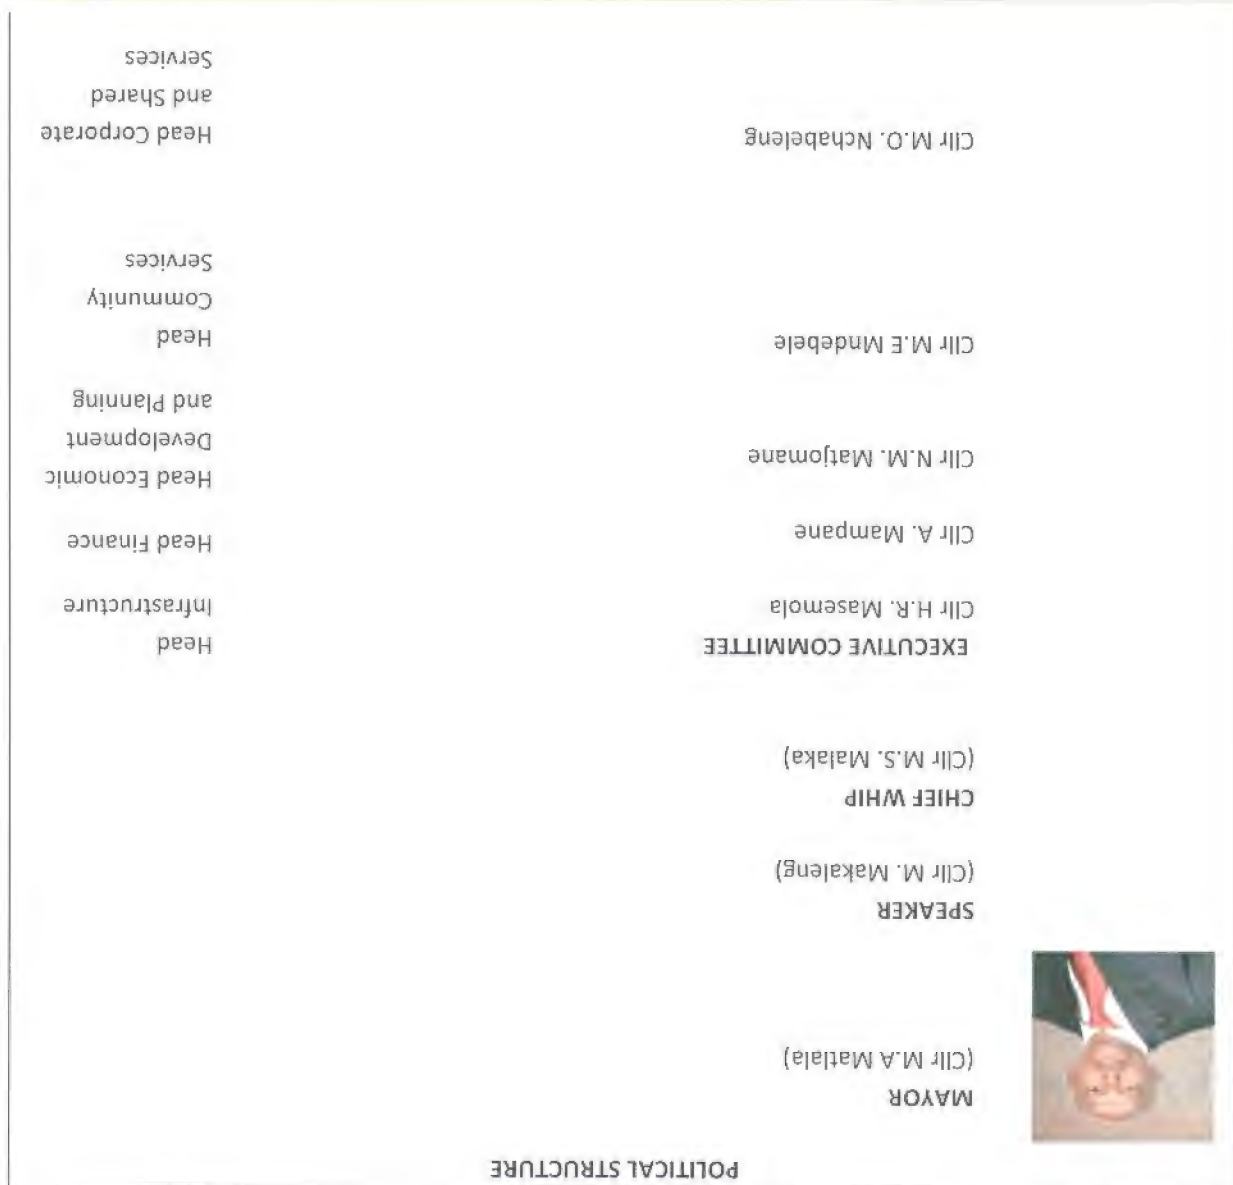 POLITICAL STRUCTURE
MAYOR
(Cllr M.A Matlala)
SPEAKER
(Cllr M. Makaleng)
CHIEF WHIP
(Cllr M.S. Malaka)
EXECUTIVE COMMITTEE
Cllr H.R. Masemola
Head
Infrastructure
Cllr A. Mampane
Head Finance
Cllr N.M. Matjomane
Head Economic
Development
and Planning
Cllr M.E Mndebele
Head
Community
Services
Cllr M.O. Nchabeleng
Head Corporate
and Shared
Services